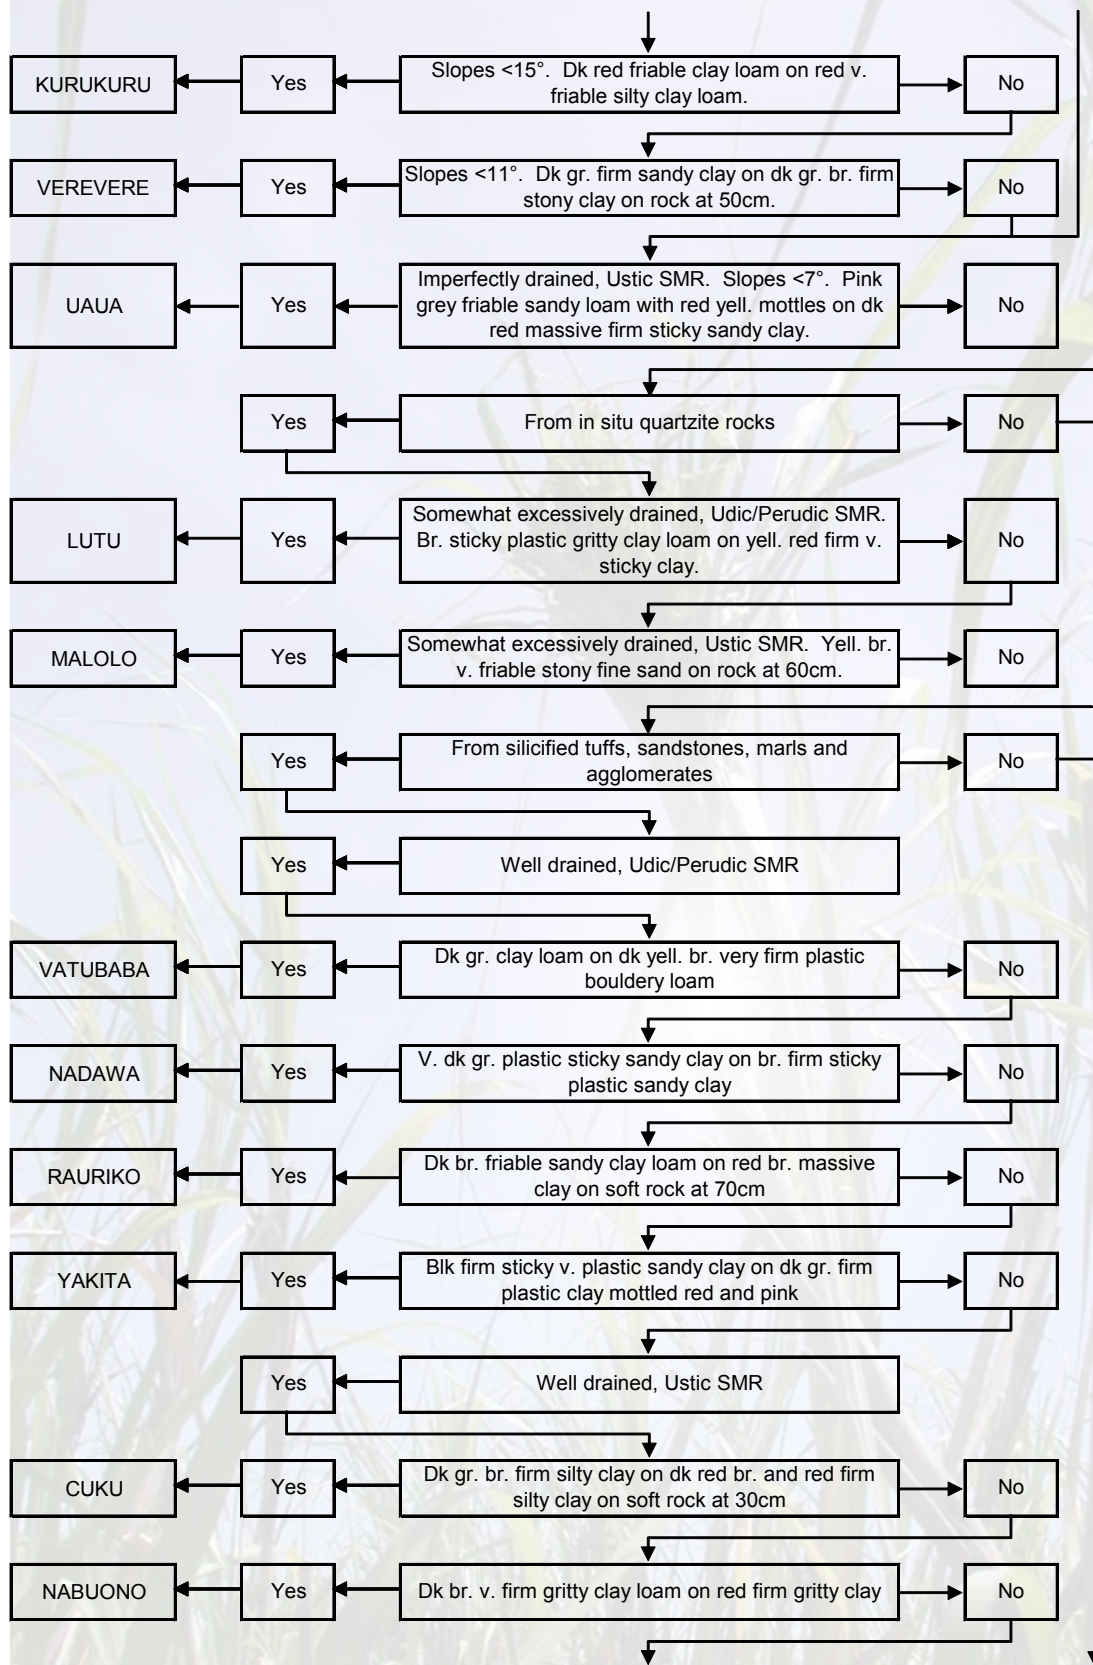 KURUKURU
Yes
Slopes <15°. Dk red friable clay loam on red v.
friable silty clay loam.
No
VEREVERE
Yes
Slopes <11°. Dk gr. firm sandy clay on dk gr. br. firm
stony clay on rock at 50cm.
No
UAUA
Yes
Imperfectly drained, Ustic SMR. Slopes <7°. Pink
grey friable sandy loam with red yell. mottles on dk
red massive firm sticky sandy clay.
No
Yes
From in situ quartzite rocks
No
LUTU
Yes
Somewhat excessively drained, Udic/Perudic SMR.
Br. sticky plastic gritty clay loam on yell. red firm v.
sticky clay.
No
MALOLO
Yes
Somewhat excessively drained, Ustic SMR. Yell. br.
v. friable stony fine sand on rock at 60cm.
No
Yes
From silicified tuffs, sandstones, marls and
agglomerates
No
Yes
Well drained, Udic/Perudic SMR
VATUBABA
Yes
Dk gr. clay loam on dk yell. br. very firm plastic
bouldery loam
No
NADAWA
Yes
V. dk gr. plastic sticky sandy clay on br. firm sticky
plastic sandy clay
No
RAURIKO
Yes
Dk br. friable sandy clay loam on red br. massive
clay on soft rock at 70cm
No
YAKITA
Yes
Blk firm sticky v. plastic sandy clay on dk gr. firm
plastic clay mottled red and pink
No
Yes
Well drained, Ustic SMR
CUKU
Yes
Dk gr. br. firm silty clay on dk red br. and red firm
silty clay on soft rock at 30cm
No
NABUONO
Yes
Dk br. v. firm gritty clay loam on red firm gritty clay
No